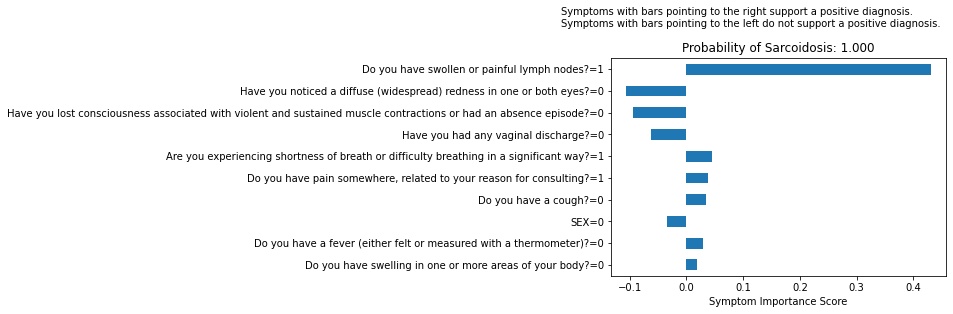 Symptoms with bars pointing to the right support a positive diagnosis.
Symptoms with bars pointing to the left do not support a positive diagnosis.
Probability of Sarcoidosis: 1.000
Do you have swollen or painful lymph nodes?=1
Have you noticed a diffuse (widespread) redness in one or both eyes?=0
Have you lost consciousness associated with violent and sustained muscle contractions or had an absence episode?=0
Have you had any vaginal discharge?=0
Are you experiencing shortness of breath or difficulty breathing in a significant way?=1
Do you have pain somewhere, related to your reason for consulting?=1
Do you have a cough?=0
SEX=0
Do you have a fever (either felt or measured with a thermometer)?=0
Do you have swelling in one or more areas of your body?=0
−0.1 0.0 0.1 0.2 0.3 0.4
Symptom Importance Score